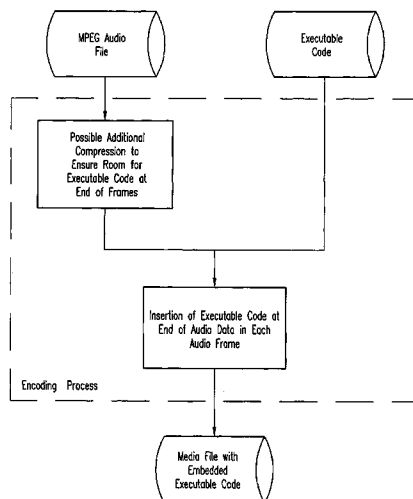 MPEG Audio
File
Executable
Code
Possible Additional
Compression to
Ensure Room for
Executable Code at
End of Frames
Insertion of Executable Code at
End of Audio Data in Each
Audio Frame
Encoding Process
Media File with
Embedded
Executable Code